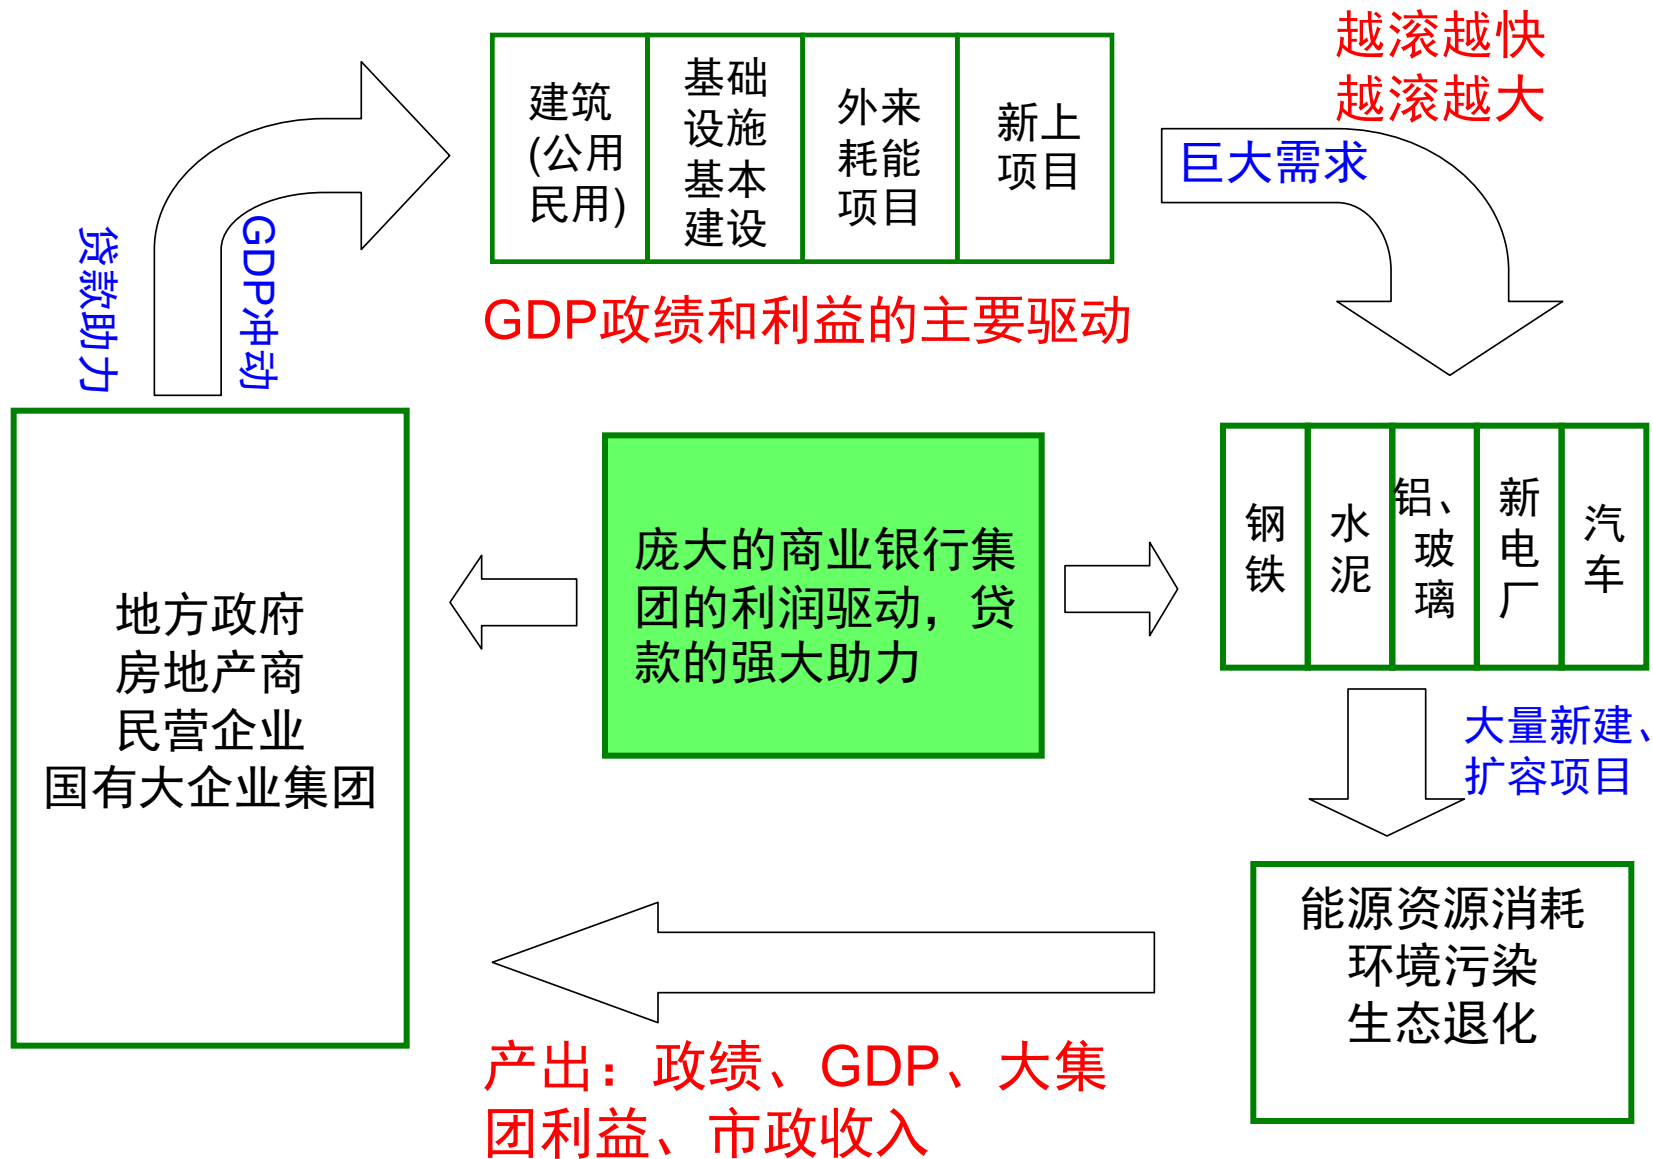 越滚越快
越滚越大
建筑
(公用
民用)
基础
设施
基本
建设
外来
耗能
项目
新上
项目
巨大需求
GDP政绩和利益的主要驱动
贷款助力
GDP冲动
地方政府
房地产商
民营企业
国有大企业集团
庞大的商业银行集
团的利润驱动，贷
款的强大助力
钢
铁
水
泥
铝、
玻
璃
新
电
厂
汽
车
大量新建、
扩容项目
能源资源消耗
环境污染
生态退化
产出：政绩、GDP、大集
团利益、市政收入